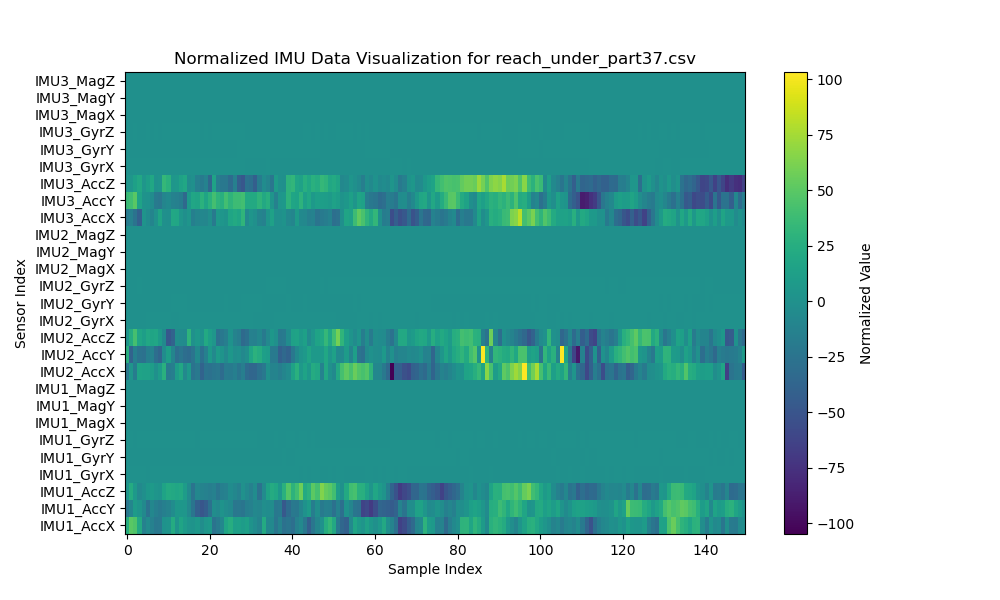 Normalized IMU Data Visualization for reach_under_part37.csv
IMU3_MagZ
IMU3_MagY
IMU3_MagX
IMU3_GyrZ
IMU3_GyrY
IMU3_GyrX
IMU3_AccZ
IMU3_AccY
IMU3_AccX
IMU2_MagZ
IMU2_MagY
IMU2_MagX
IMU2_GyrZ
IMU2_GyrY
IMU2_GyrX
IMU2_AccZ
IMU2_AccY
IMU2_AccX
IMU1_MagZ
IMU1_MagY
IMU1_MagX
IMU1_GyrZ
IMU1_GyrY
IMU1_GyrX
IMU1_AccZ
IMU1_AccY
IMU1_AccX
Sensor Index
0 20 40 60 80 100 120 140
Sample Index
100
75
50
25
0
−25
−50
−75
−100
Normalized Value